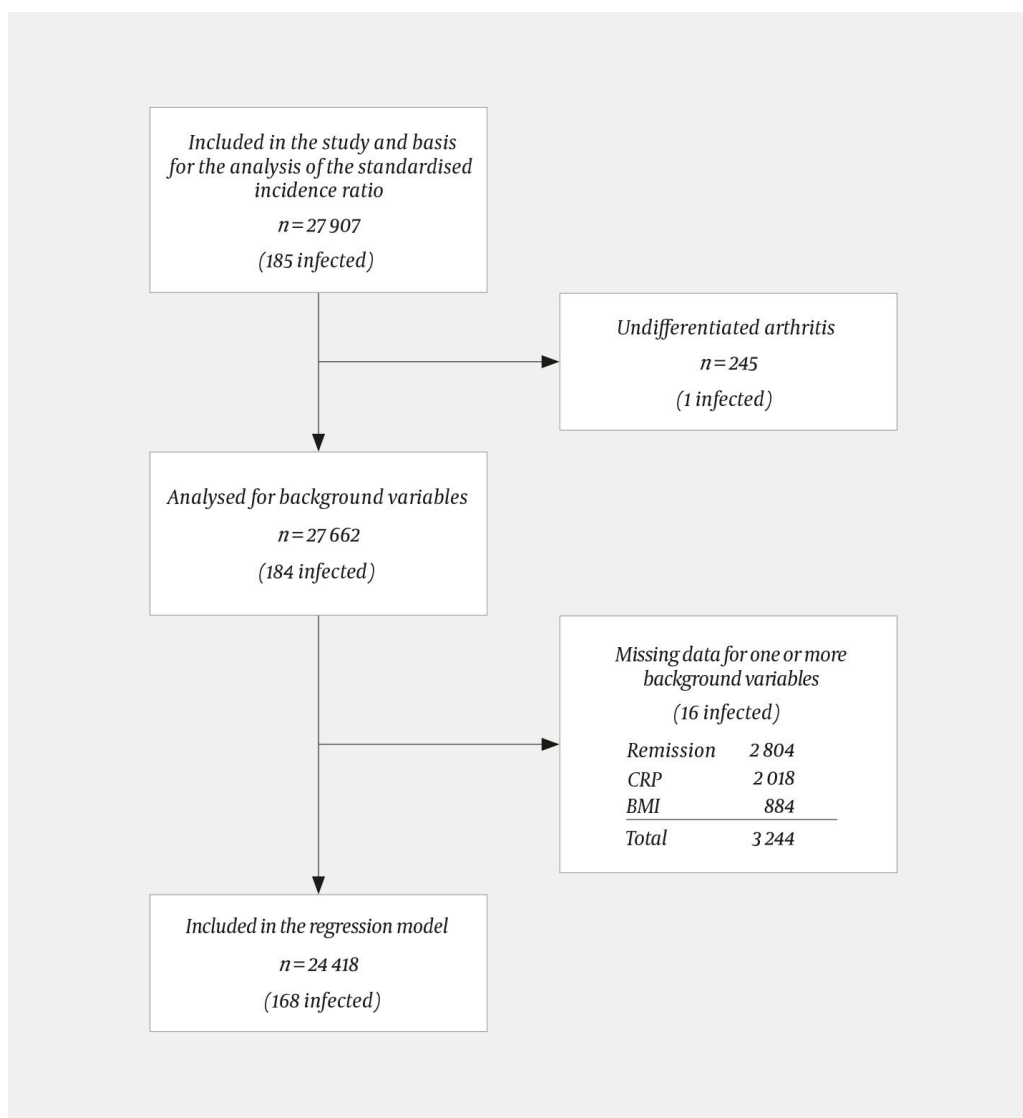 Included in the study and basis
for the analysis of the standardised
incidence ratio
n=27 907
(185 infected)
Undifferentiated arthritis
n=245
(1 infected)
Analysed for background variables
n=27 662
(184 infected)
Missing data for one or more
background variables
(16 infected)
Remission 2 804
CRP 2 018
BMI 884
Total 3 244
Included in the regression model
n=24 418
(168 infected)